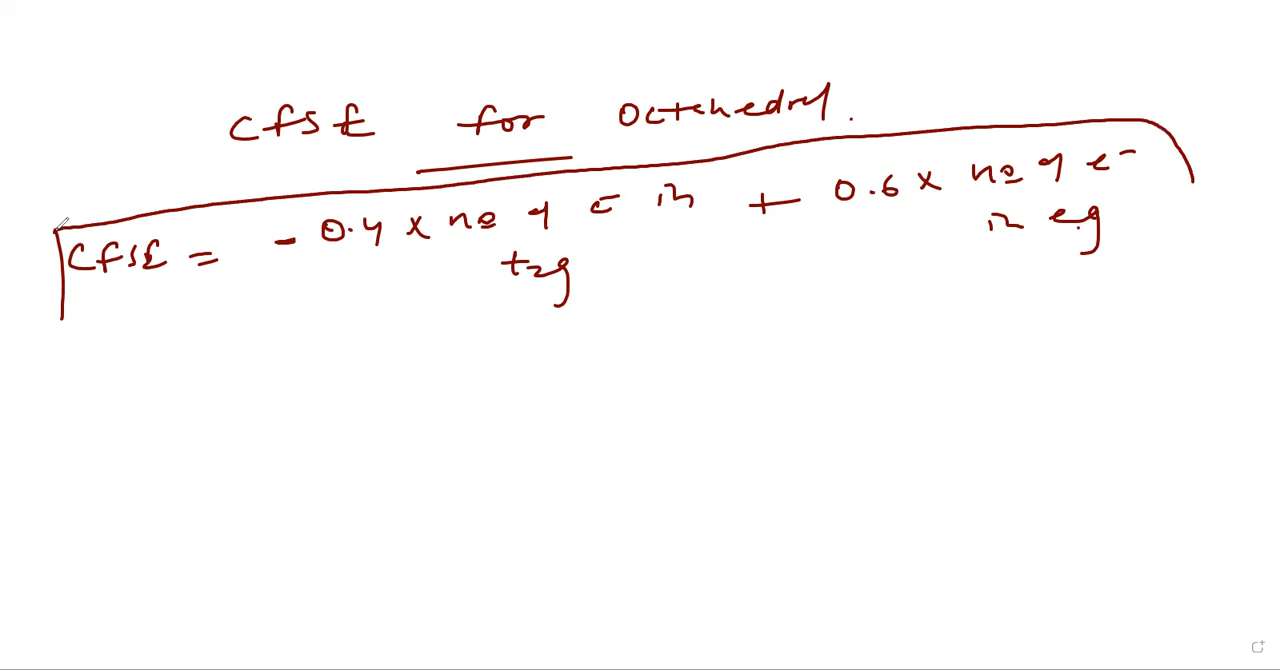 CFSE for Octahedral.
CFSE = - 0.4 x no of e in + 0.6 x no of e-
t2g in eg